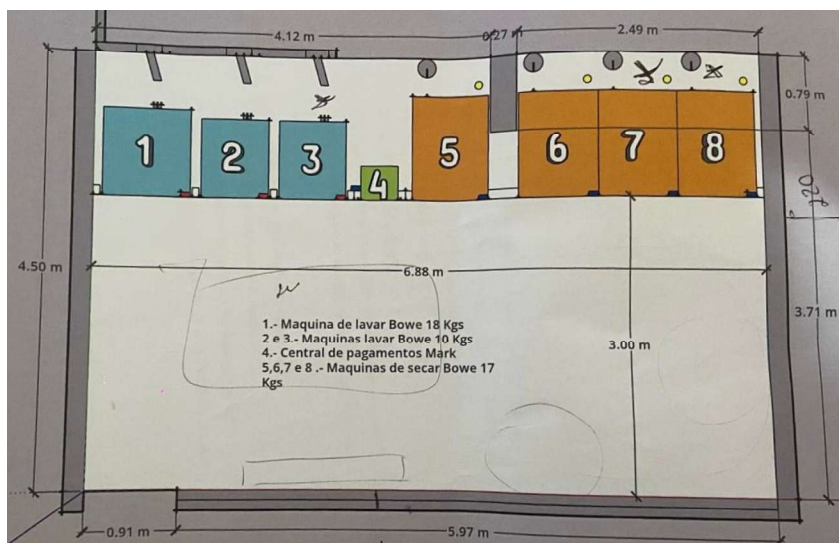 4.12 m
0.27 m
2.49 m
0.79 m
1
2
3
4
5
6
7
8
4.50 m
6.88 m
3.71 m
3.00 m
1.- Maquina de lavar Bowe 18 Kgs
2 e 3.- Maquinas lavar Bowe 10 Kgs
4.- Central de pagamentos Mark
5,6,7 e 8 .- Maquinas de secar Bowe 17
Kgs
0.91 m
5.97 m